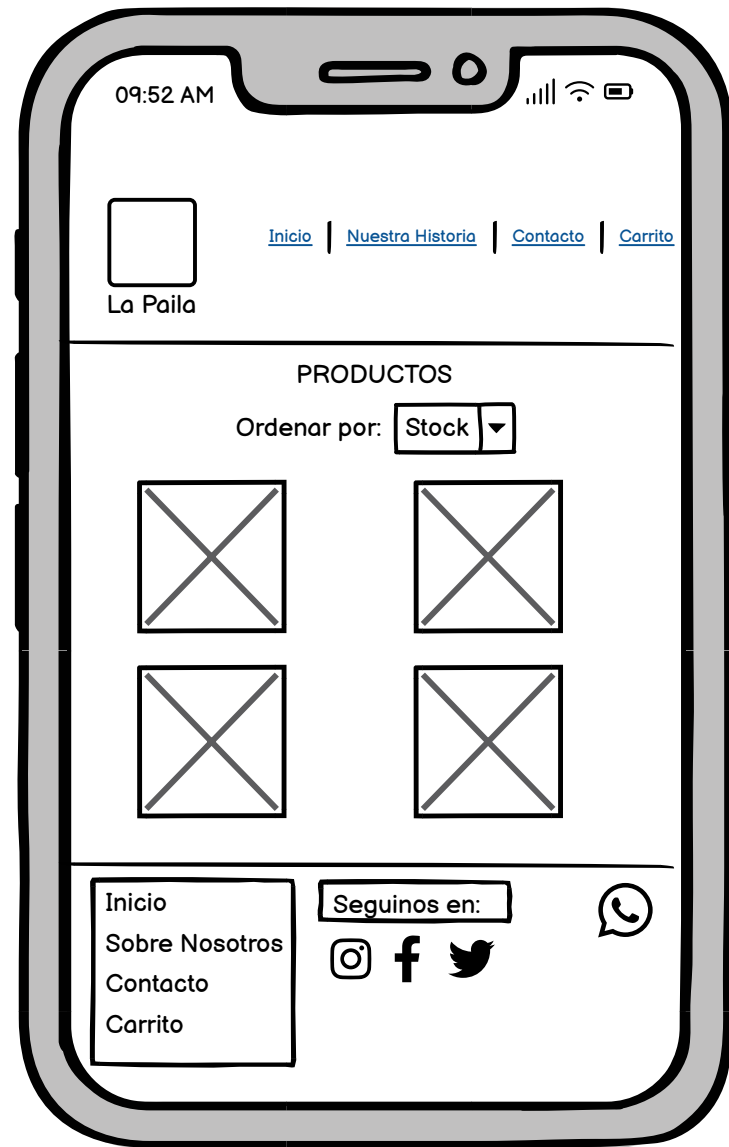 09:52 AM
Inicio | Nuestra Historia | Contacto | Carrito
La Paila
PRODUCTOS
Ordenar por: Stock
Inicio
Sobre Nosotros
Contacto
Carrito
Seguinos en: